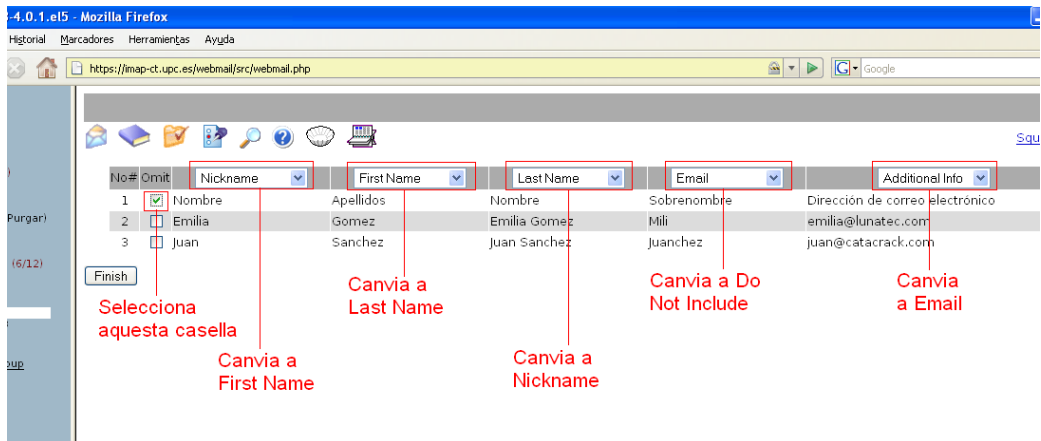 -4.0.1.el5 - Mozilla Firefox
Historial Marcadores Herramientas Ayuda
https://imap-ct.upc.es/webmail/src/webmail.php
G Google
Squ
No# Omit Nickname First Name Last Name Email Additional Info
1 Nombre Apellidos Nombre Sobrenombre Dirección de correo electrónico
2 Emilia Gomez Emilia Gomez Mili emilia@lunatec.com
3 Juan Sanchez Juan Sanchez Juanchez juan@catacrack.com
Purgar)
(6/12)
oup
Finish
Selecciona
aquesta casella
Canvia a
First Name
Canvia a
Last Name
Canvia a
Nickname
Canvia a Do
Not Include
Canvia
a Email